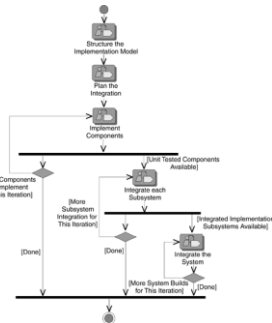 Structure the
Implementation Model
Plan the
Integration
Implement
Components
[Unit Tested Components
Available]
Components
Implement
This Iteration]
Integrate each
Subsystem
[More
Subsystem
Integration for
This Iteration]
[Integrated Implementation
Subsystems Available]
[Done]
[Done]
Integrate the
System
[More System Builds
for This Iteration]
[Done]